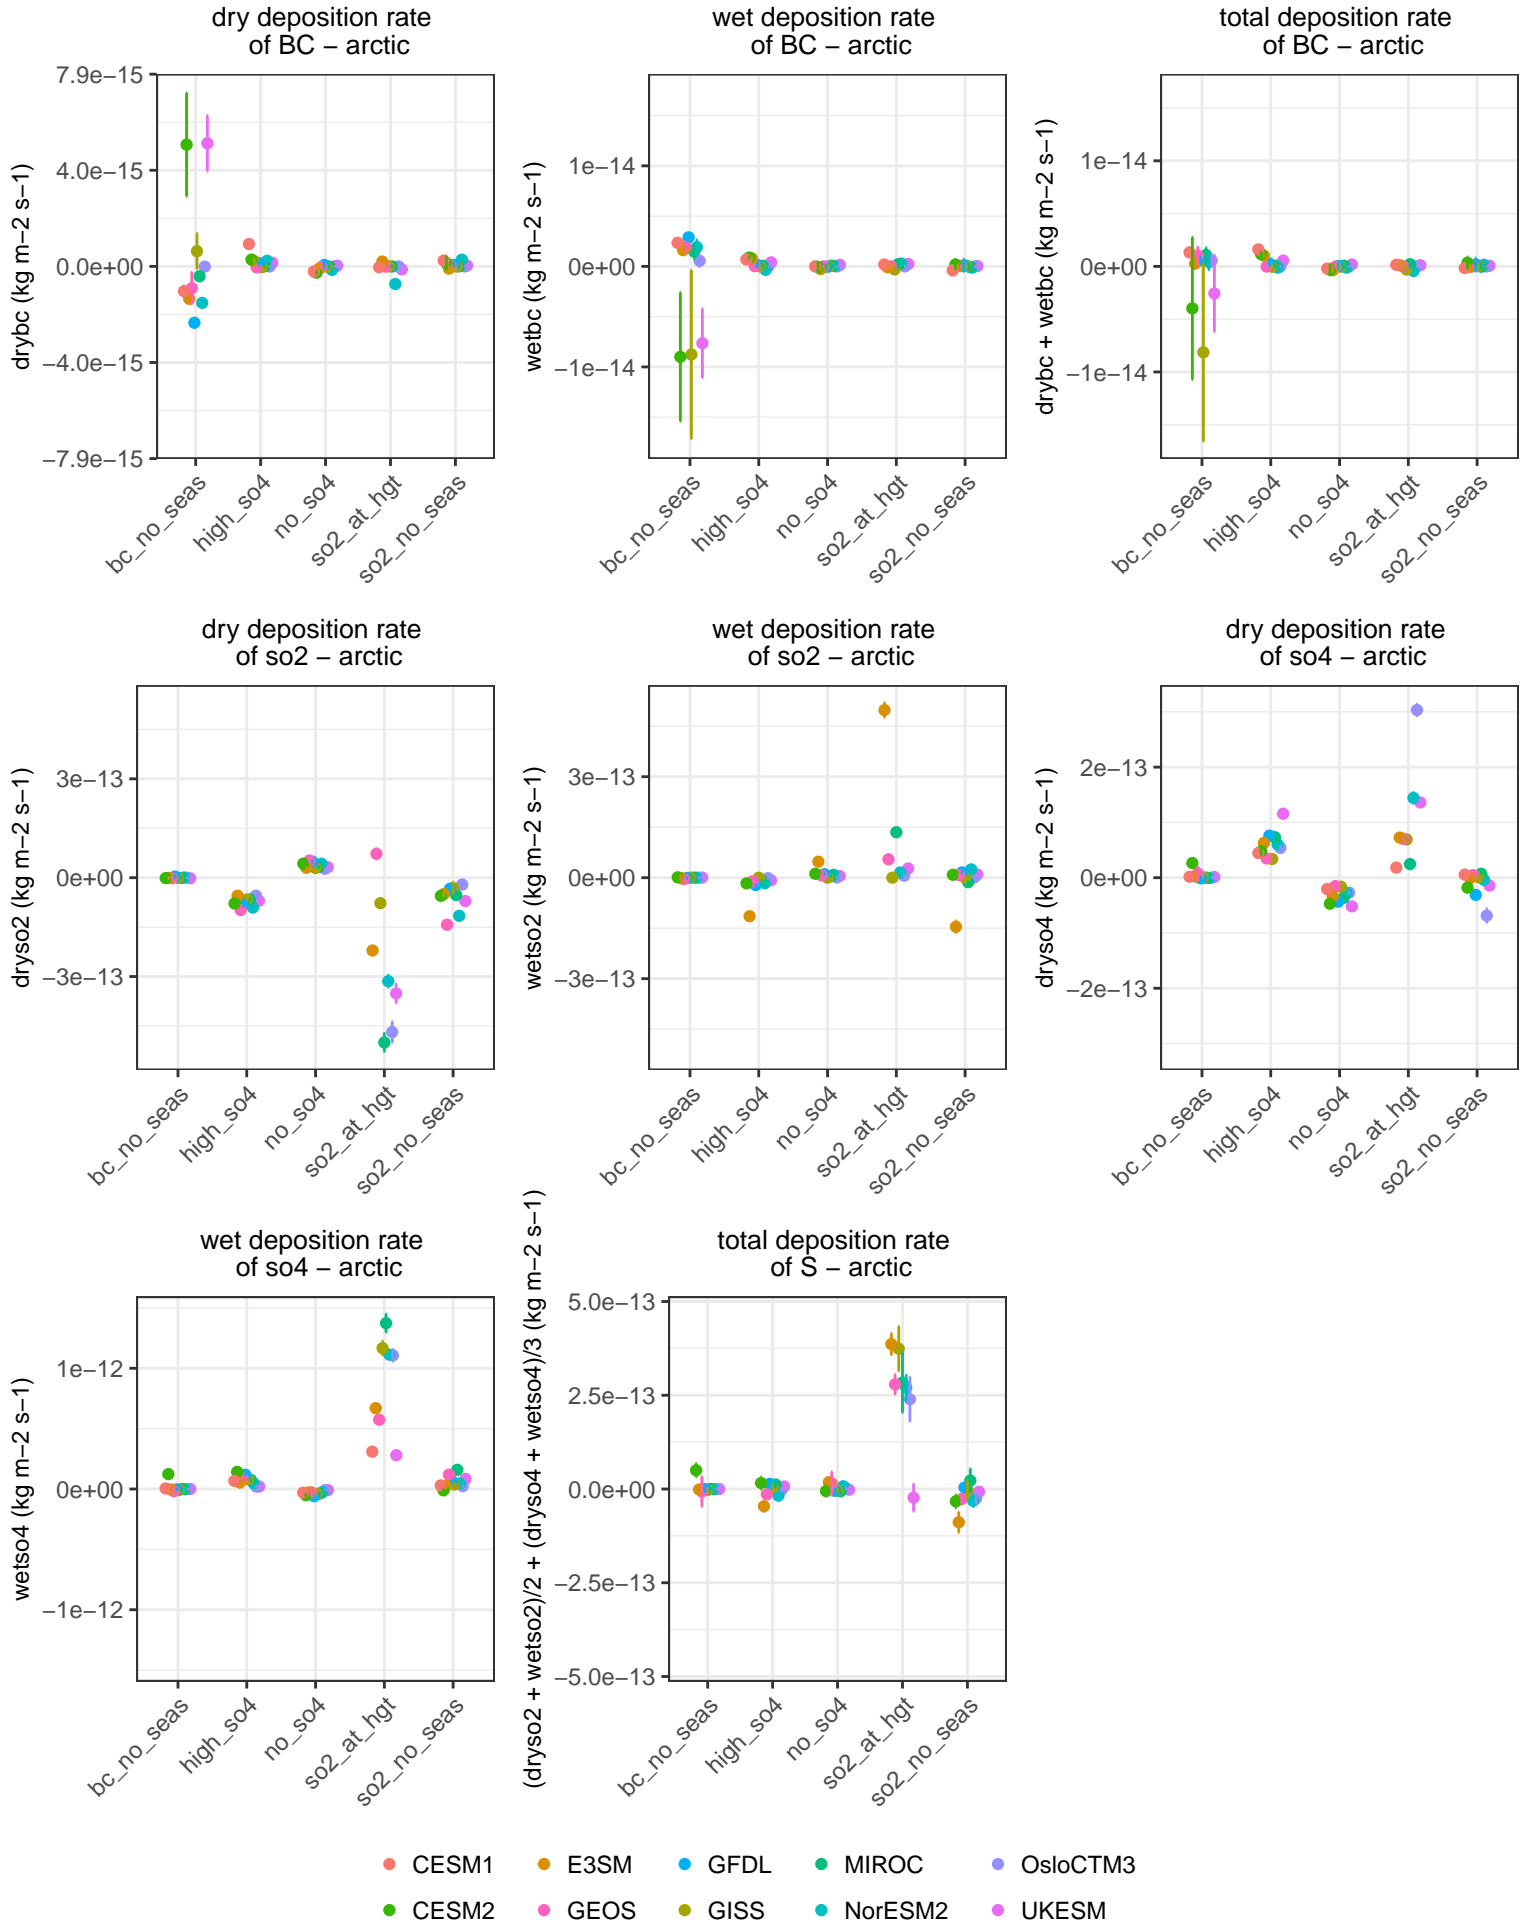 dry deposition rate
of BC − arctic
drybc (kg m−2 s−1)
7.9e−15
4.0e−15
0.0e+00
−4.0e−15
−7.9e−15
bc_no_seas
high_so4
no_so4
so2_at_hgt
so2_no_seas
wet deposition rate
of BC − arctic
wetbc (kg m−2 s−1)
1e−14
0e+00
−1e−14
bc_no_seas
high_so4
no_so4
so2_at_hgt
so2_no_seas
total deposition rate
of BC − arctic
drybc + wetbc (kg m−2 s−1)
1e−14
0e+00
−1e−14
bc_no_seas
high_so4
no_so4
so2_at_hgt
so2_no_seas
dry deposition rate
of so2 − arctic
dryso2 (kg m−2 s−1)
3e−13
0e+00
−3e−13
bc_no_seas
high_so4
no_so4
so2_at_hgt
so2_no_seas
wet deposition rate
of so2 − arctic
wetso2 (kg m−2 s−1)
3e−13
0e+00
−3e−13
bc_no_seas
high_so4
no_so4
so2_at_hgt
so2_no_seas
dry deposition rate
of so4 − arctic
dryso4 (kg m−2 s−1)
2e−13
0e+00
−2e−13
bc_no_seas
high_so4
no_so4
so2_at_hgt
so2_no_seas
wet deposition rate
of so4 − arctic
wetso4 (kg m−2 s−1)
1e−12
0e+00
−1e−12
bc_no_seas
high_so4
no_so4
so2_at_hgt
so2_no_seas
total deposition rate
of S − arctic
(dryso2 + wetso2)/2 + (dryso4 + wetso4)/3 (kg m−2 s−1)
5.0e−13
2.5e−13
0.0e+00
−2.5e−13
−5.0e−13
bc_no_seas
high_so4
no_so4
so2_at_hgt
so2_no_seas
CESM1 E3SM GFDL MIROC OsloCTM3
CESM2 GEOS GISS NorESM2 UKESM